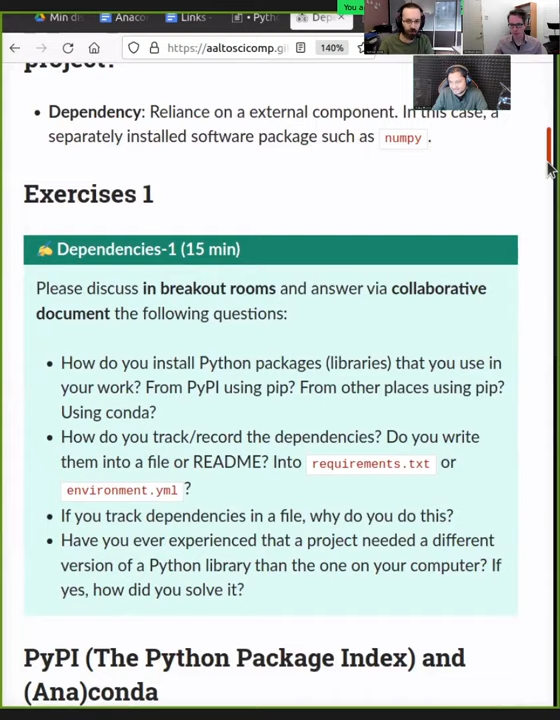 Min di
Anaco
Links -
• Pytho
Depe
You a
https://aaltoscicomp.gi
140%
project?
• Dependency: Reliance on a external component. In this case, a
separately installed software package such as numpy .
Exercises 1
✍ Dependencies-1 (15 min)
Please discuss in breakout rooms and answer via collaborative
document the following questions:
• How do you install Python packages (libraries) that you use in
your work? From PyPI using pip? From other places using pip?
Using conda?
• How do you track/record the dependencies? Do you write
them into a file or README? Into requirements.txt or
environment.yml ?
• If you track dependencies in a file, why do you do this?
• Have you ever experienced that a project needed a different
version of a Python library than the one on your computer? If
yes, how did you solve it?
PyPI (The Python Package Index) and
(Ana)conda